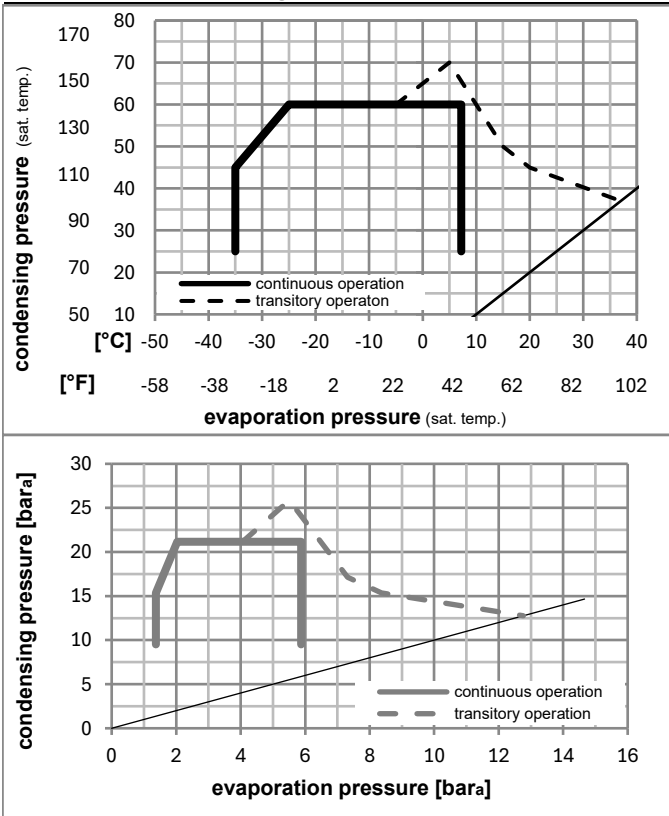 condensing pressure (sat. temp.)
170 80
70
150
60
130
50
110
40
90
30
70
20
50 10
continuous operation
transitory operaton
[°C] -50 -40 -30 -20 -10 0 10 20 30 40
[°F] -58 -38 -18 2 22 42 62 82 102
evaporation pressure (sat. temp.)
condensing pressure [bara]
30
25
20
15
10
5
0
continuous operation
transitory operation
0 2 4 6 8 10 12 14 16
evaporation pressure [bara]